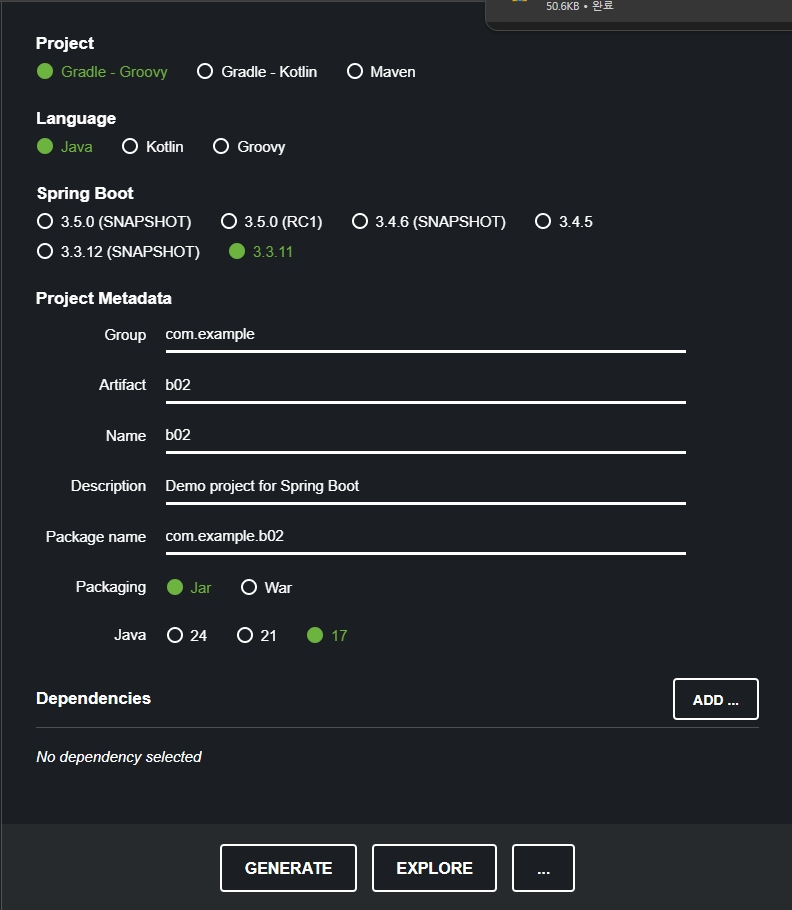 50.6KB • 완료
Project
Gradle - Groovy Gradle - Kotlin Maven
Language
Java Kotlin Groovy
Spring Boot
3.5.0 (SNAPSHOT) 3.5.0 (RC1) 3.4.6 (SNAPSHOT) 3.4.5
3.3.12 (SNAPSHOT) 3.3.11
Project Metadata
Group com.example
Artifact b02
Name b02
Description Demo project for Spring Boot
Package name com.example.b02
Packaging Jar War
Java 24 21 17
Dependencies ADD ...
No dependency selected
GENERATE EXPLORE ...